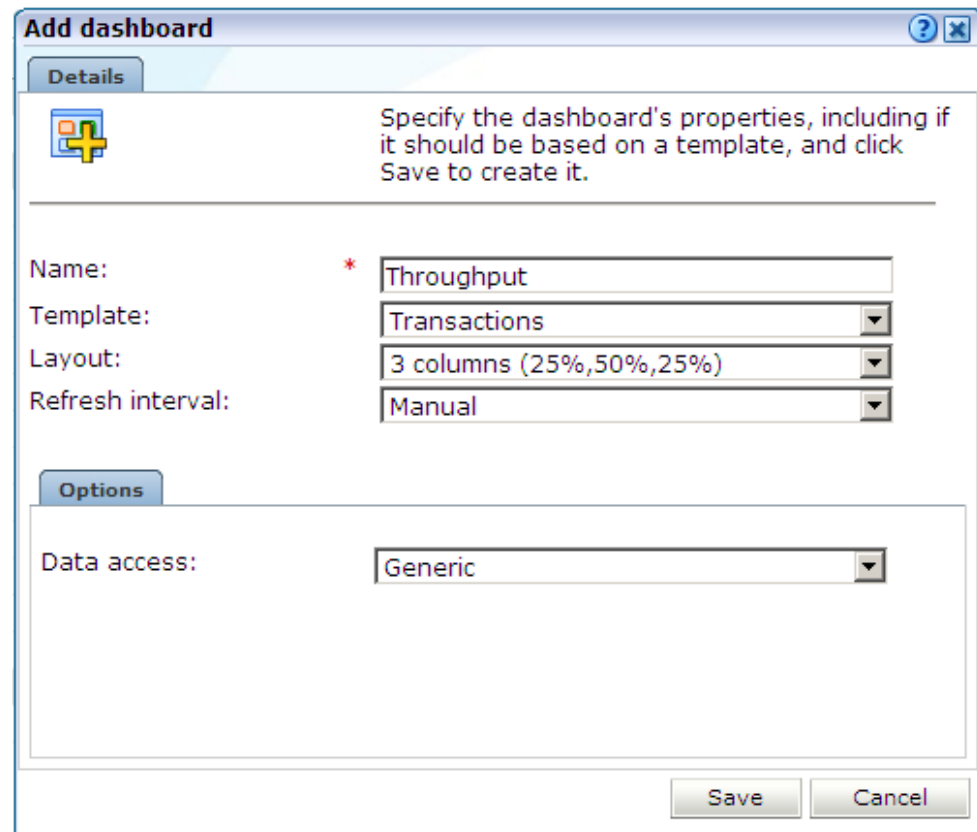 Add dashboard
Details
Specify the dashboard's properties, including if
it should be based on a template, and click
Save to create it.
Name: * Throughput
Template: Transactions
Layout: 3 columns (25%,50%,25%)
Refresh interval: Manual
Options
Data access: Generic
Save Cancel